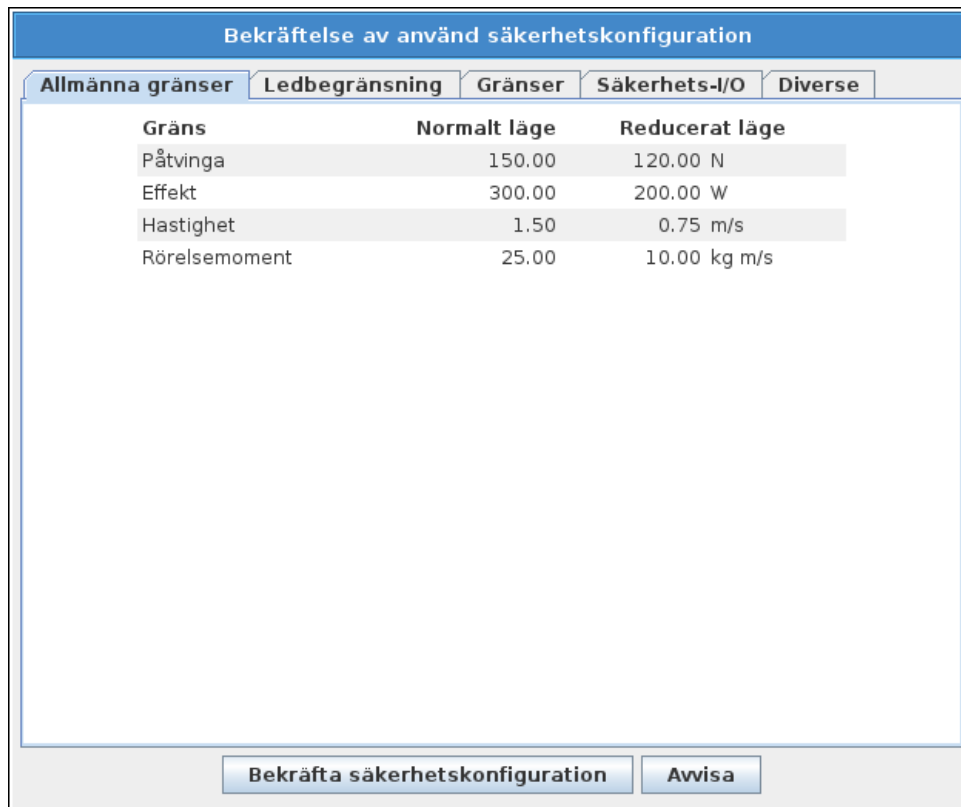 Bekräftelse av använd säkerhetskonfiguration
Allmänna gränser Ledbegränsning Gränser Säkerhets-I/O Diverse
Gräns Normalt läge Reducerat läge
Påtvinga 150.00 120.00 N
Effekt 300.00 200.00 W
Hastighet 1.50 0.75 m/s
Rörelsemoment 25.00 10.00 kg m/s
Bekräfta säkerhetskonfiguration Avvisa